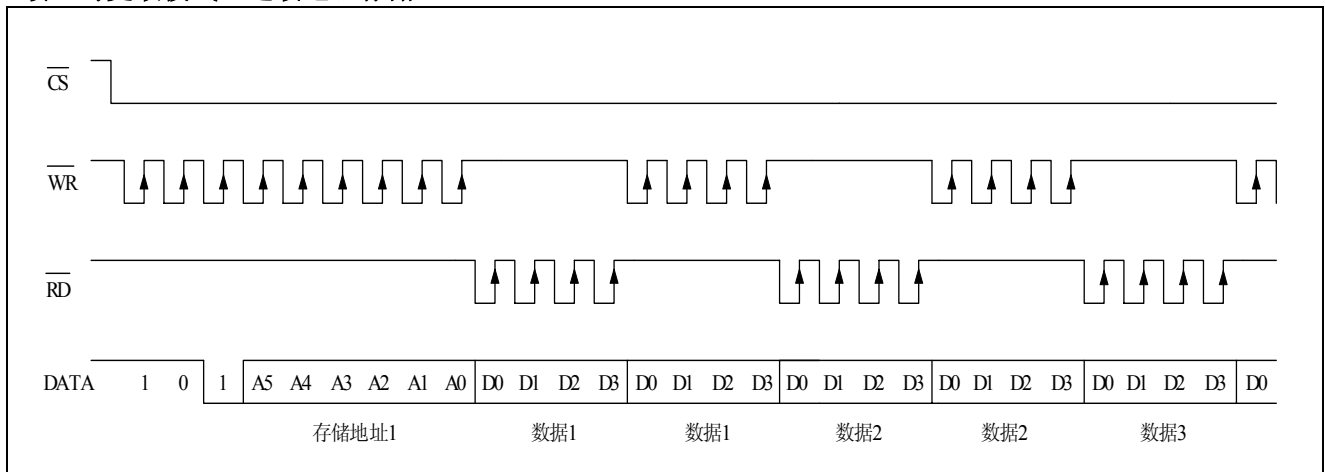 CS
WR
RD
DATA 1 0 1 A5 A4 A3 A2 A1 A0 D0 D1 D2 D3 D0 D1 D2 D3 D0 D1 D2 D3 D0 D1 D2 D3 D0 D1 D2 D3 D0
存储地址1 数据1 数据1 数据2 数据2 数据3